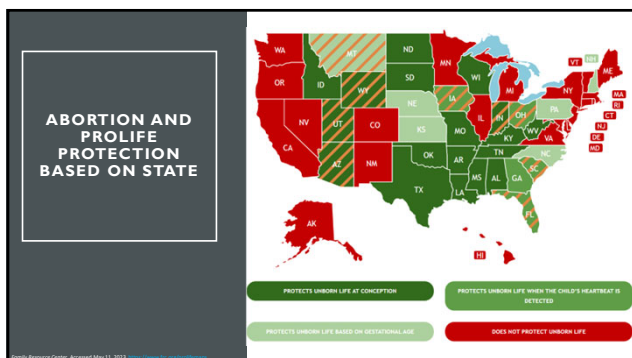 ABORTION AND
PROLIFE
PROTECTION
BASED ON STATE
WA
MT
ND
MN
VT
NH
ME
OR
ID
SD
WI
MI
NY
MA
WY
RI
NE
IA
PA
CT
NV
UT
CO
IL
IN
OH
NJ
KS
MO
KY
WV
VA
DE
CA
MD
AZ
NM
OK
AR
TN
NC
SC
TX
LA
MS
AL
GA
FL
AK
HI
PROTECTS UNBORN LIFE AT CONCEPTION
PROTECTS UNBORN LIFE WHEN THE CHILD'S HEARTBEAT IS
DETECTED
PROTECTS UNBORN LIFE BASED ON GESTATIONAL AGE
DOES NOT PROTECT UNBORN LIFE
Family Resource Center. Accessed May 11, 2023